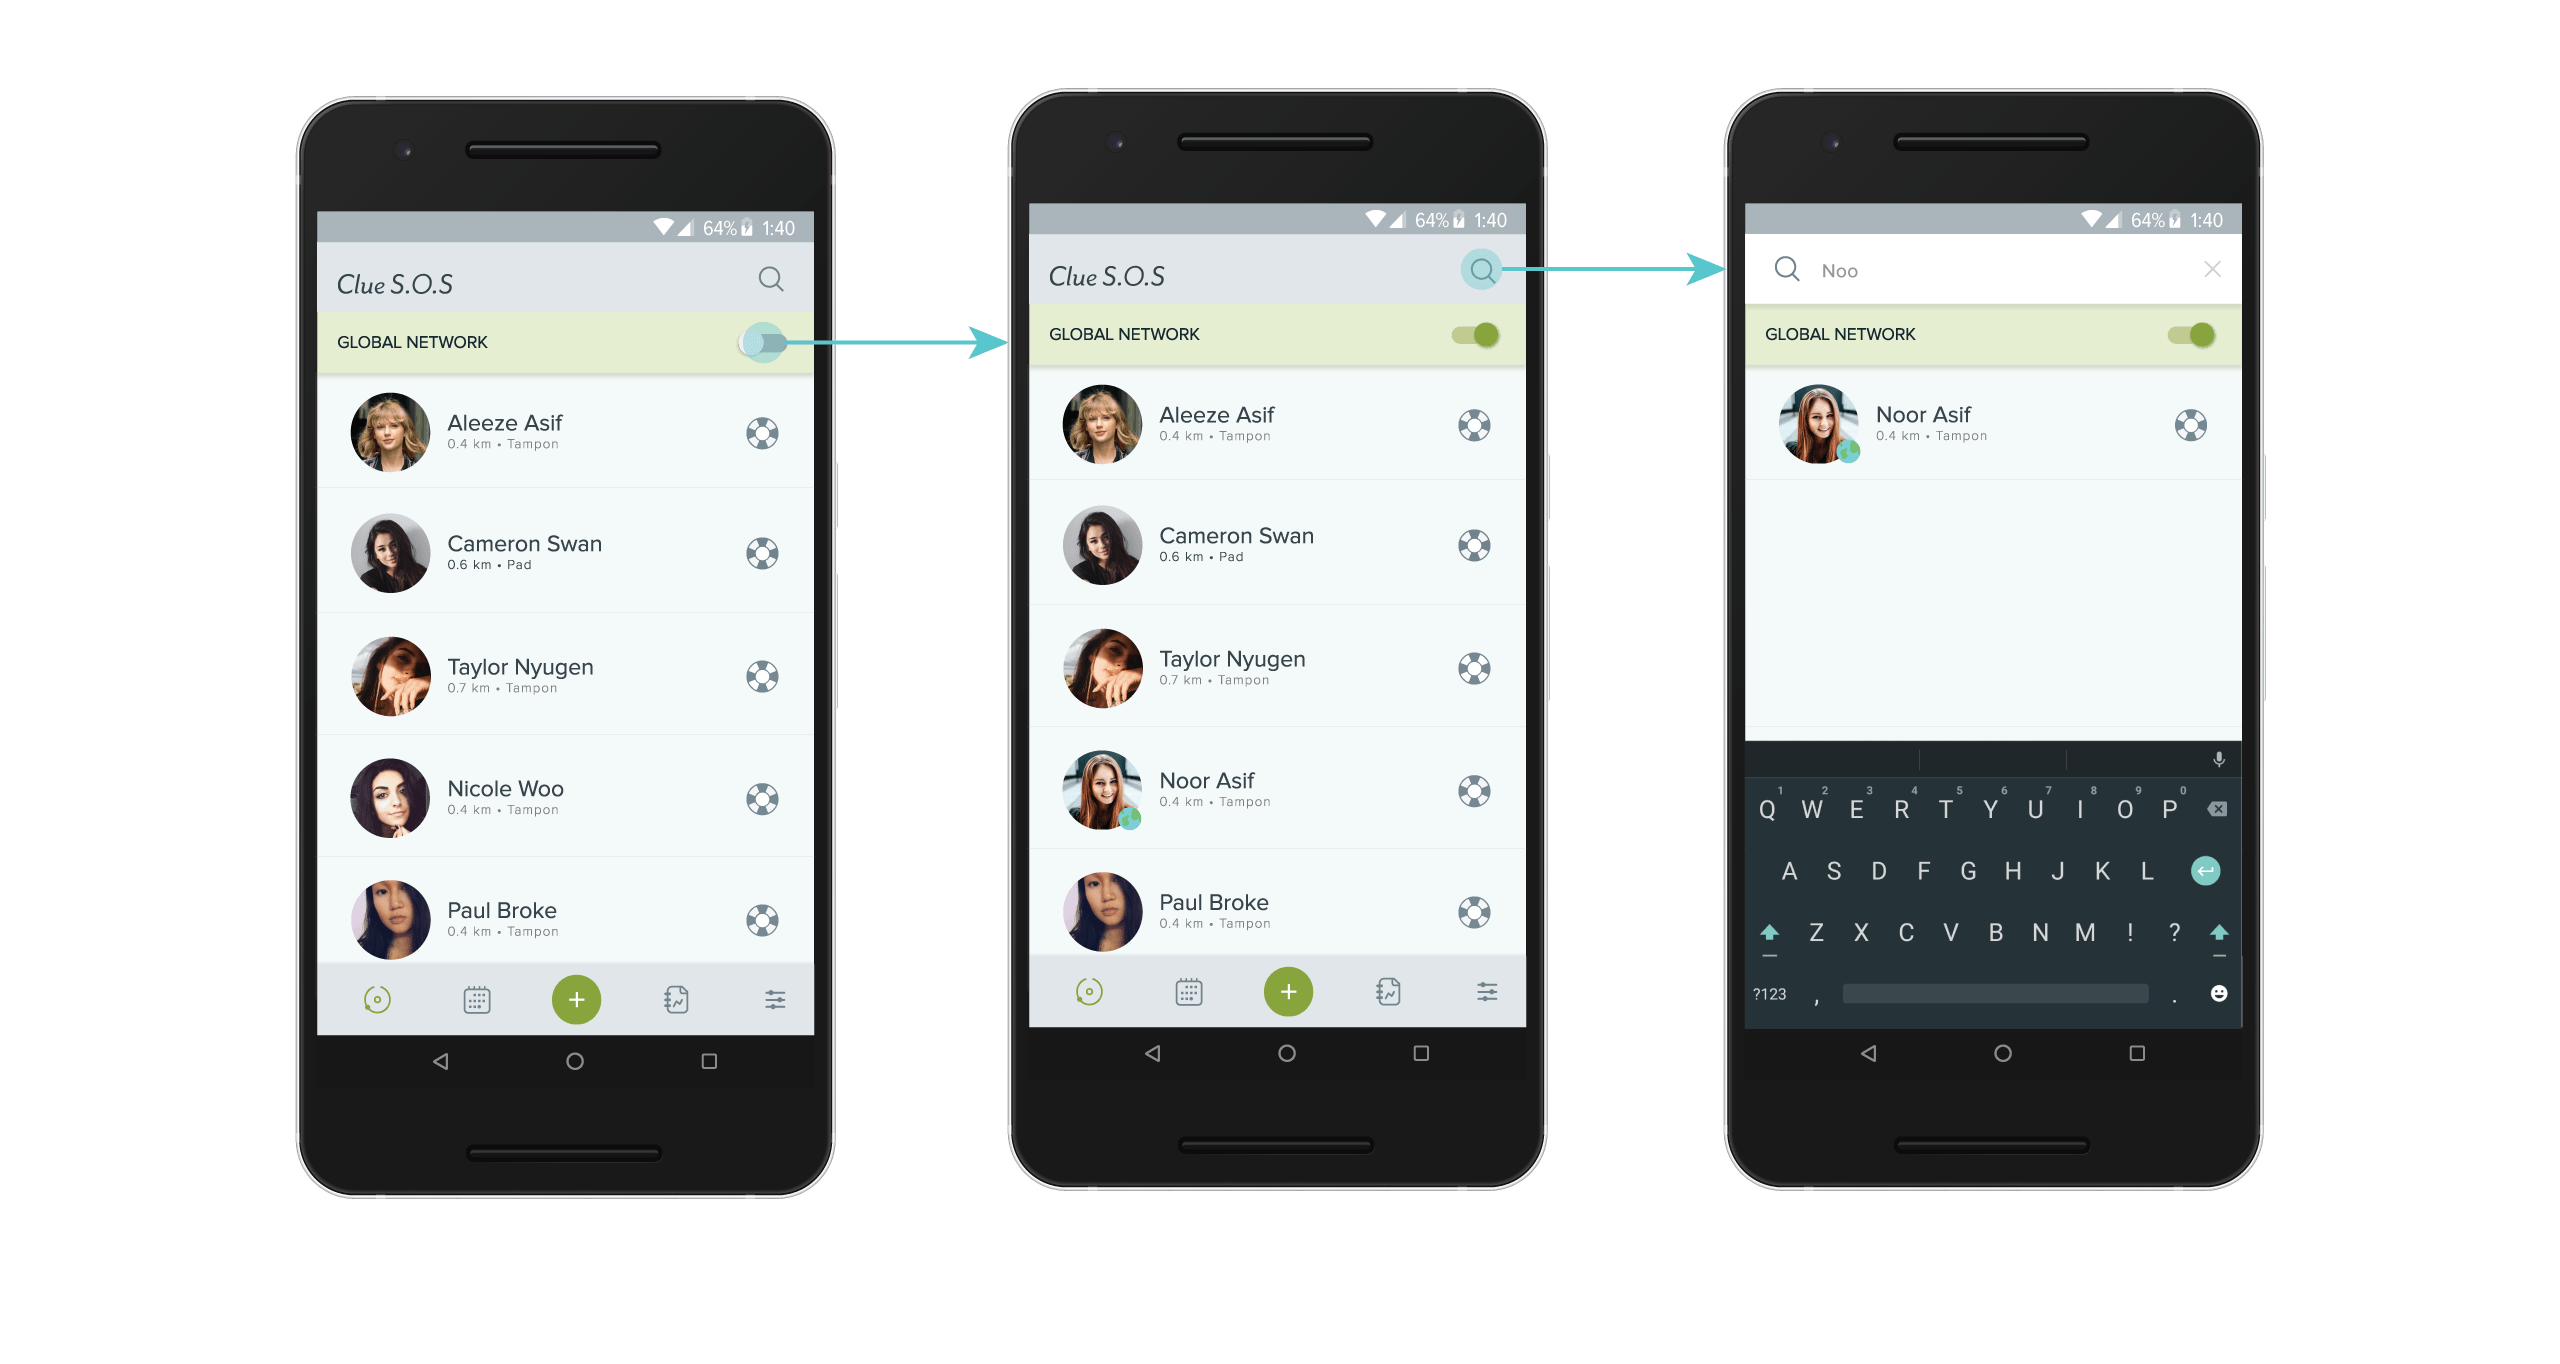 64% 1:40
Clue S.O.S
GLOBAL NETWORK
Aleeze Asif
0.4 km • Tampon
Cameron Swan
0.6 km • Pad
Taylor Nyugen
0.7 km • Tampon
Nicole Woo
0.4 km • Tampon
Paul Broke
0.4 km • Tampon
64% 1:40
Clue S.O.S
GLOBAL NETWORK
Aleeze Asif
0.4 km • Tampon
Cameron Swan
0.6 km • Pad
Taylor Nyugen
0.7 km • Tampon
Noor Asif
0.4 km • Tampon
Paul Broke
0.4 km • Tampon
64% 1:40
Noo
GLOBAL NETWORK
Noor Asif
0.4 km • Tampon
1 2 3 4 5 6 7 8 9 0
Q W E R T Y U I O P
A S D F G H J K L
Z X C V B N M ! ?
?123 , .